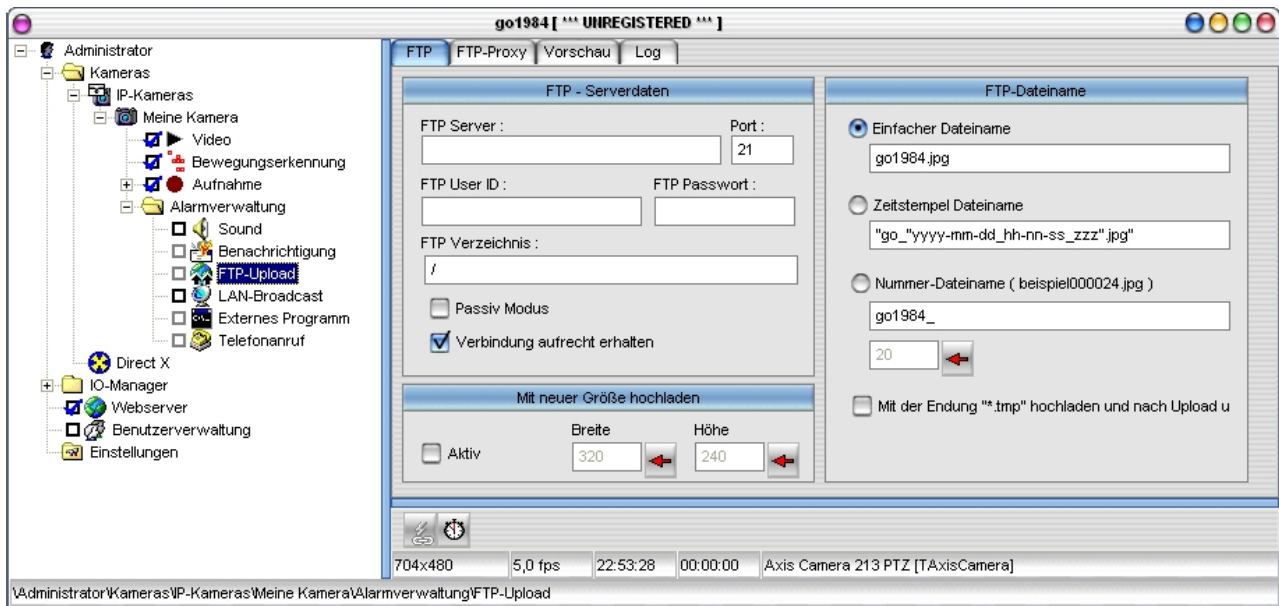 go1984 [ *** UNREGISTERED *** ]
Administrator
Kameras
IP-Kameras
Meine Kamera
Video
Bewegungserkennung
Aufnahme
Alarmverwaltung
Sound
Benachrichtigung
FTP-Upload
LAN-Broadcast
Externes Programm
Telefonanruf
Direct X
IO-Manager
Webserver
Benutzerverwaltung
Einstellungen
FTP FTP-Proxy Vorschau Log
FTP - Serverdaten
FTP Server : Port :
21
FTP User ID : FTP Passwort :
FTP Verzeichnis :
/
Passiv Modus
Verbindung aufrecht erhalten
Mit neuer Größe hochladen
Breite Höhe
Aktiv 320 240
FTP-Dateiname
Einfacher Dateiname
go1984.jpg
Zeitstempel Dateiname
"go_"yyyy-mm-dd_hh-nn-ss_zzz".jpg"
Nummer-Dateiname ( beispiel000024.jpg )
go1984_
20
Mit der Endung "*.tmp" hochladen und nach Upload u
704x480 5,0 fps 22:53:28 00:00:00 Axis Camera 213 PTZ [TAxisCamera]
\Administrator\Kameras\IP-Kameras\Meine Kamera\Alarmverwaltung\FTP-Upload